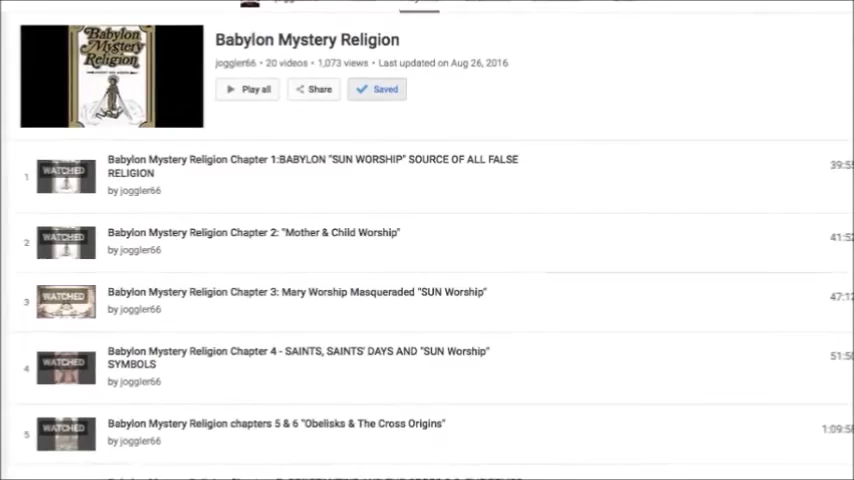 Babylon
Mystery
Religion
Babylon Mystery Religion
joggler66 • 20 videos • 1,073 views • Last updated on Aug 26, 2016
Play all
Share
Saved
1
WATCHED
Babylon Mystery Religion Chapter 1:BABYLON "SUN WORSHIP" SOURCE OF ALL FALSE
RELIGION
by joggler66
2
WATCHED
Babylon Mystery Religion Chapter 2: "Mother & Child Worship"
by joggler66
3
WATCHED
Babylon Mystery Religion Chapter 3: Mary Worship Masqueraded "SUN Worship"
47:12
by joggler66
4
WATCHED
Babylon Mystery Religion Chapter 4 - SAINTS, SAINTS' DAYS AND "SUN Worship"
SYMBOLS
by joggler66
5
WATCHED
Babylon Mystery Religion chapters 5 & 6 "Obelisks & The Cross Origins"
by joggler66